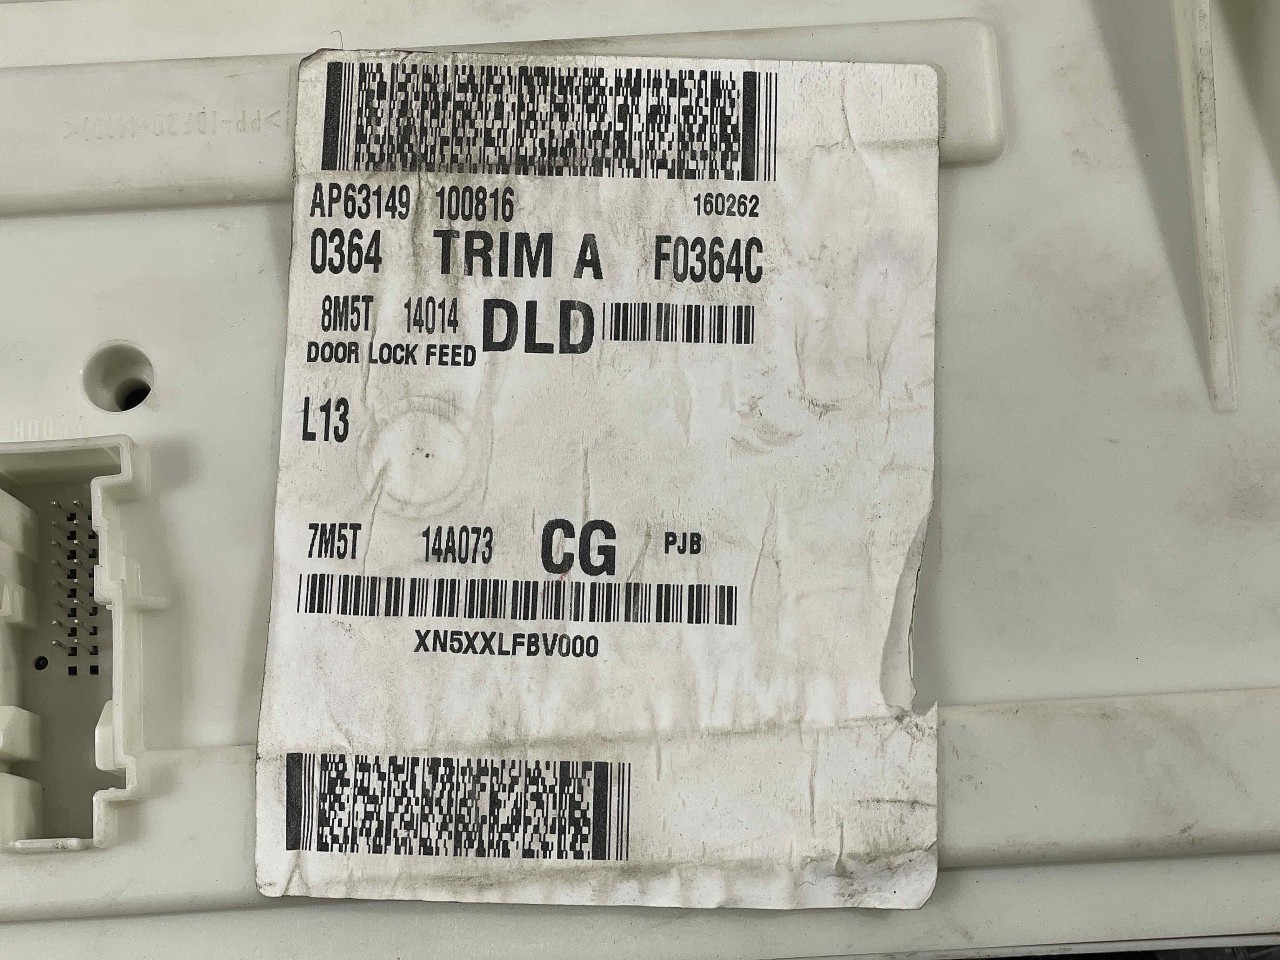 AP63149 100816 160262
0364 TRIM A F0364C
8M5T 14014 DLD
DOOR LOCK FEED
L13
7M5T 14A073 CG PJB
XN5XXLFBV000